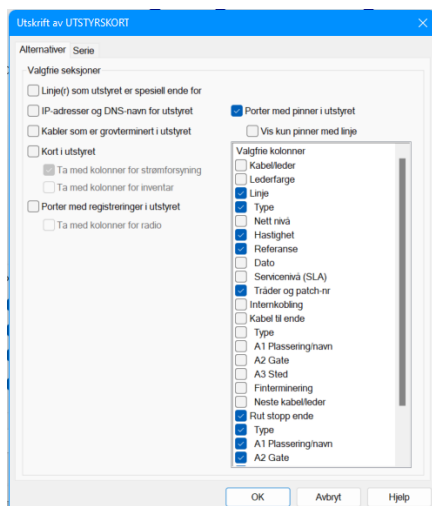 Utskrift av UTSTYRSKORT
Alternativer Serie
Valgfrie seksjoner
Linje(r) som utstyret er spesiell ende for
IP-adresser og DNS-navn for utstyret
Kabler som er grovterminert i utstyret
Kort i utstyret
Ta med kolonner for strømforsyning
Ta med kolonner for inventar
Porter med registreringer i utstyret
Ta med kolonner for radio
Porter med pinner i utstyret
Vis kun pinner med linje
Valgfrie kolonner
Kabel/leder
Lederfarge
Linje
Type
Nett nivå
Hastighet
Referanse
Dato
Servicenivå (SLA)
Tråder og patch-nr
Internkobling
Kabel til ende
Type
A1 Plassering/navn
A2 Gate
A3 Sted
Finterminering
Neste kabel/leder
Rut stopp ende
Type
A1 Plassering/navn
A2 Gate
OK Avbryt Hjelp